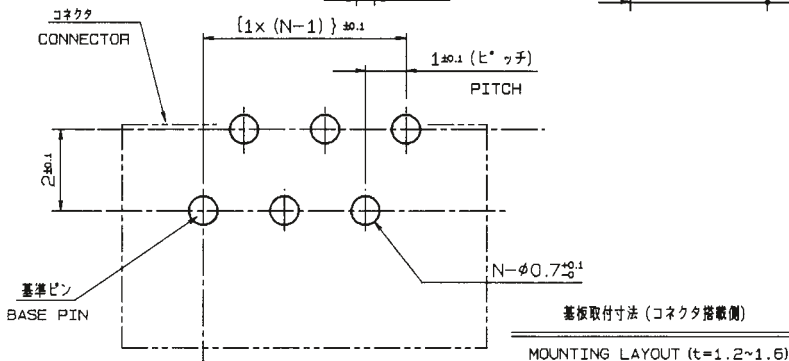 コネクタ
CONNECTOR
{1x (N-1) } ±0.1
1±0.1 (ピッチ)
PITCH
2±0.1
基準ピン
BASE PIN
N-φ0.7+0.1-0
基板取付寸法 (コネクタ搭載側)
MOUNTING LAYOUT (t=1.2~1.6)